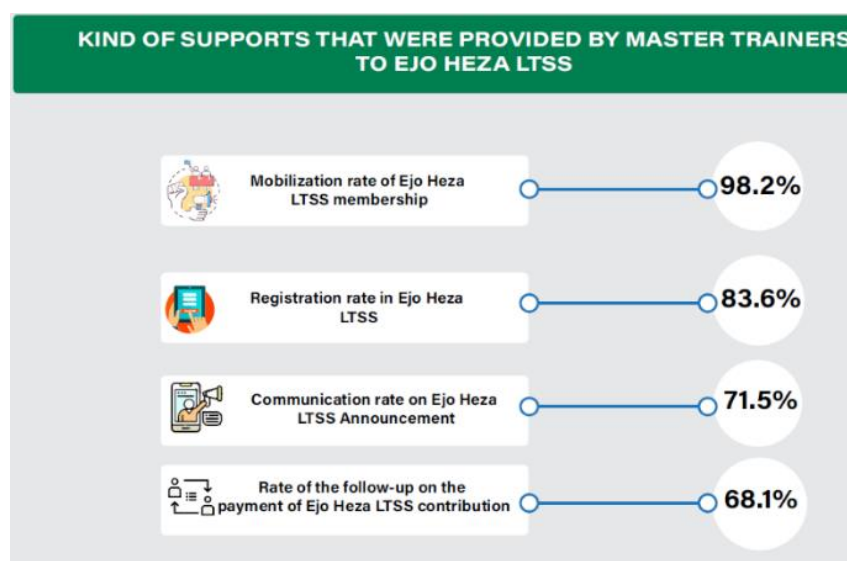 KIND OF SUPPORTS THAT WERE PROVIDED BY MASTER TRAINERS
TO EJO HEZA LTSS
Mobilization rate of Ejo Heza
LTSS membership
98.2%
Registration rate in Ejo Heza
LTSS
83.6%
Communication rate on Ejo Heza
LTSS Announcement
71.5%
Rate of the follow-up on the
payment of Ejo Heza LTSS contribution
68.1%